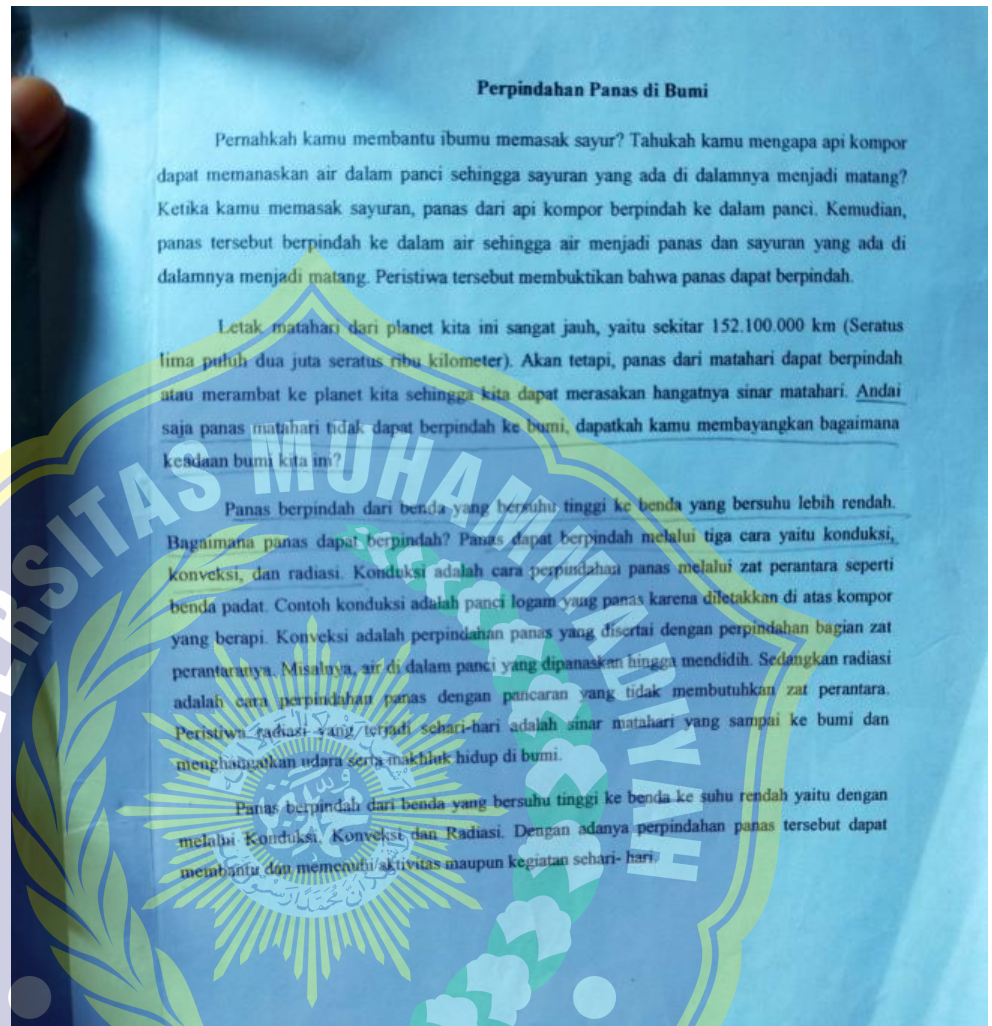 Perpindahan Panas di Bumi
Pernahkah kamu membantu ibumu memasak sayur? Tahukah kamu mengapa api kompor
dapat memanaskan air dalam panci sehingga sayuran yang ada di dalamnya menjadi matang?
Ketika kamu memasak sayuran, panas dari api kompor berpindah ke dalam panci. Kemudian,
panas tersebut berpindah ke dalam air sehingga air menjadi panas dan sayuran yang ada di
dalamnya menjadi matang. Peristiwa tersebut membuktikan bahwa panas dapat berpindah.
Letak matahari dari planet kita ini sangat jauh, yaitu sekitar 152.100.000 km (Seratus
lima puluh dua juta seratus ribu kilometer). Akan tetapi, panas dari matahari dapat berpindah
atau merambat ke planet kita sehingga kita dapat merasakan hangatnya sinar matahari. Andai
saja panas matahari tidak dapat berpindah ke bumi, dapatkah kamu membayangkan bagaimana
keadaan bumi kita ini?
Panas berpindah dari benda yang bersuhu tinggi ke benda yang bersuhu lebih rendah.
Bagaimana panas dapat berpindah? Panas dapat berpindah melalui tiga cara yaitu konduksi,
konveksi, dan radiasi. Konduksi adalah cara perpindahan panas melalui zat perantara seperti
benda padat. Contoh konduksi adalah panci logam yang panas karena diletakkan di atas kompor
yang berapi. Konveksi adalah perpindahan panas yang disertai dengan perpindahan bagian zat
perantaranya. Misalnya, air di dalam panci yang dipanaskan hingga mendidih. Sedangkan radiasi
adalah cara perpindahan panas dengan pancaran yang tidak membutuhkan zat perantara.
Peristiwa radiasi yang terjadi sehari-hari adalah sinar matahari yang sampai ke bumi dan
menghangatkan udara serta makhluk hidup di bumi.
Panas berpindah dari benda yang bersuhu tinggi ke benda ke suhu rendah yaitu dengan
melalui Konduksi, Konveksi dan Radiasi. Dengan adanya perpindahan panas tersebut dapat
membantu dan memenuhi aktivitas maupun kegiatan sehari- hari.
ERSITAS MUHAMMADIYAH